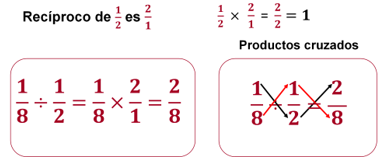 Recíproco de 1/2 es 2/1
1/2 × 2/1 = 2/2 = 1
Productos cruzados
1/8 ÷ 1/2 = 1/8 × 2/1 = 2/8
1/8 ÷ 1/2 = 2/8